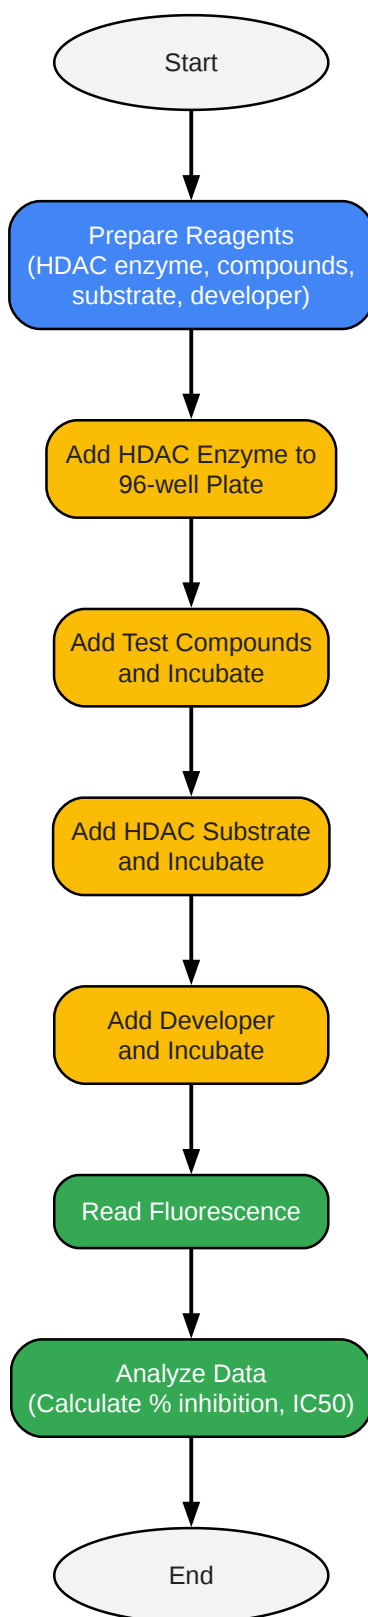 Start
Prepare Reagents
(HDAC enzyme, compounds,
substrate, developer)
Add HDAC Enzyme to
96-well Plate
Add Test Compounds
and Incubate
Add HDAC Substrate
and Incubate
Add Developer
and Incubate
Read Fluorescence
Analyze Data
(Calculate % inhibition, IC50)
End